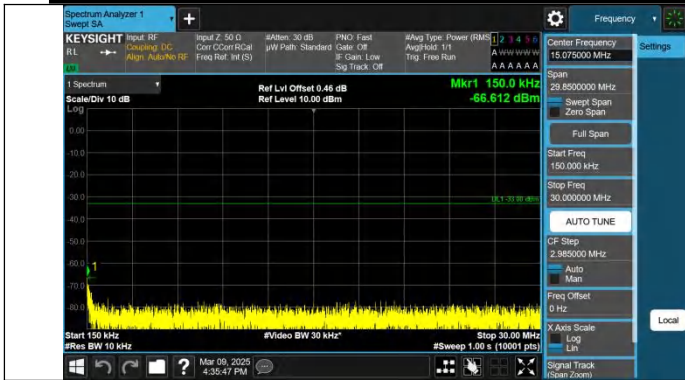 Spectrum Analyzer 1
Swept SA
Frequency
Settings
KEYSIGHT
RL
Input: RF
Coupling: DC
Align: Auto/No RF
Input Z: 50 Ω
Corr CCorr RCal
Freq Ref: Int (S)
#Atten: 30 dB
µW Path: Standard
PNO: Fast
Gate: Off
IF Gain: Low
Sig Track: Off
#Avg Type: Power (RMS
Avg|Hold: 1/1
Trig: Free Run
1 2 3 4 5 6
A W W W W W
A A A A A A
1 Spectrum
Scale/Div 10 dB
Log
Ref Lvl Offset 0.46 dB
Ref Level 10.00 dBm
Mkr1 150.0 kHz
-66.612 dBm
0.00
-10.0
-20.0
-30.0
DL1 -33.00 dBm
-40.0
-50.0
-60.0
1
-70.0
-80.0
Start 150 kHz
#Res BW 10 kHz
#Video BW 30 kHz*
Stop 30.00 MHz
#Sweep 1.00 s (10001 pts)
Mar 09, 2025
4:35:47 PM
Center Frequency
15.075000 MHz
Span
29.8500000 MHz
Swept Span
Zero Span
Full Span
Start Freq
150.000 kHz
Stop Freq
30.000000 MHz
AUTO TUNE
CF Step
2.985000 MHz
Auto
Man
Freq Offset
0 Hz
X Axis Scale
Log
Lin
Signal Track
(Span Zoom)
Local